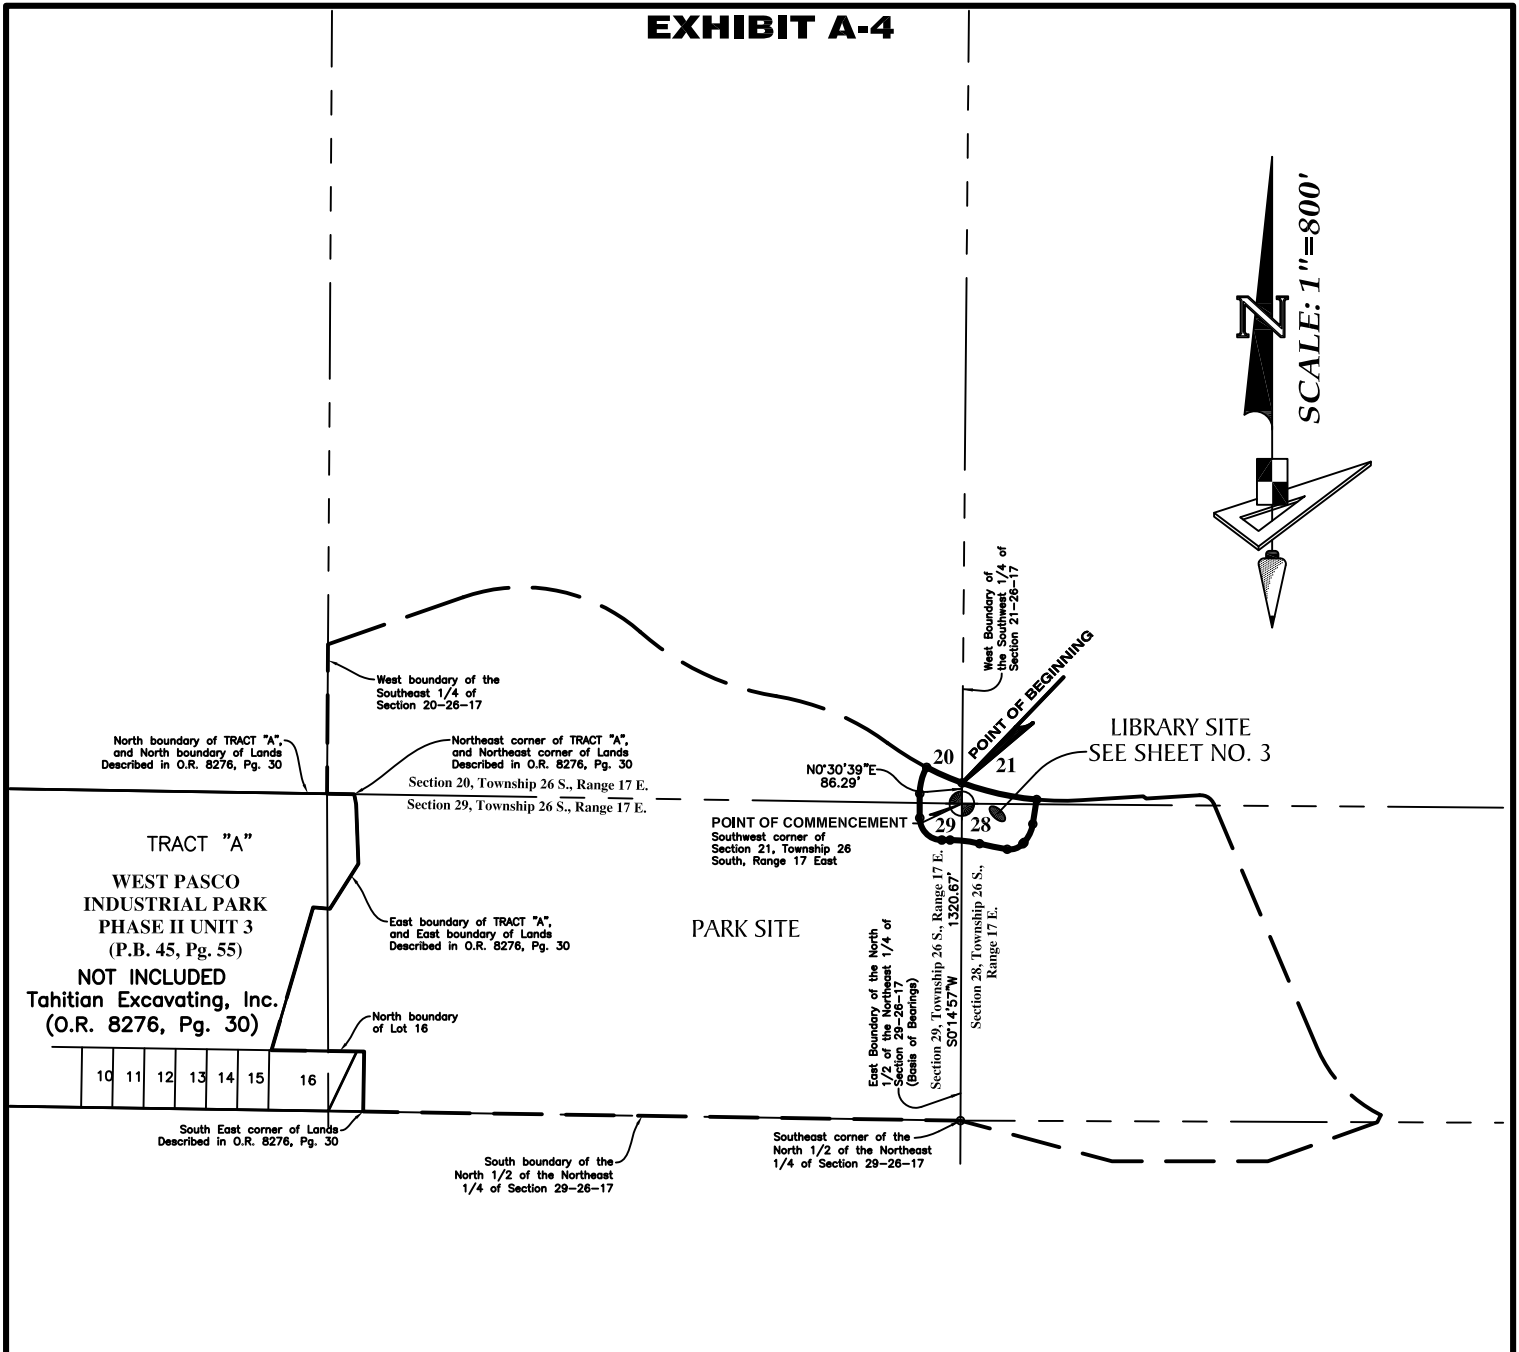 EXHIBIT A-4
N
SCALE: 1"=800'
West Boundary of
the Southwest 1/4 of
Section 21-26-17
POINT OF BEGINNING
West boundary of the
Southeast 1/4 of
Section 20-26-17
North boundary of TRACT "A",
and North boundary of Lands
Described in O.R. 8276, Pg. 30
Northeast corner of TRACT "A",
and Northeast corner of Lands
Described in O.R. 8276, Pg. 30
Section 20, Township 26 S., Range 17 E.
Section 29, Township 26 S., Range 17 E.
LIBRARY SITE
SEE SHEET NO. 3
20
21
N0°30'39"E
86.29'
POINT OF COMMENCEMENT
Southwest corner of
Section 21, Township 26
South, Range 17 East
29
28
TRACT "A"
WEST PASCO
INDUSTRIAL PARK
PHASE II UNIT 3
(P.B. 45, Pg. 55)
NOT INCLUDED
Tahitian Excavating, Inc.
(O.R. 8276, Pg. 30)
East boundary of TRACT "A",
and East boundary of Lands
Described in O.R. 8276, Pg. 30
PARK SITE
East Boundary of the North
1/2 of the Northeast 1/4 of
Section 29-26-17
(Basis of Bearings)
Section 29, Township 26 S., Range 17 E.
S0°14'57"W 1320.67'
Section 28, Township 26 S.,
Range 17 E.
North boundary
of Lot 16
10 11 12 13 14 15 16
South East corner of Lands
Described in O.R. 8276, Pg. 30
South boundary of the
North 1/2 of the Northeast
1/4 of Section 29-26-17
Southeast corner of the
North 1/2 of the Northeast
1/4 of Section 29-26-17